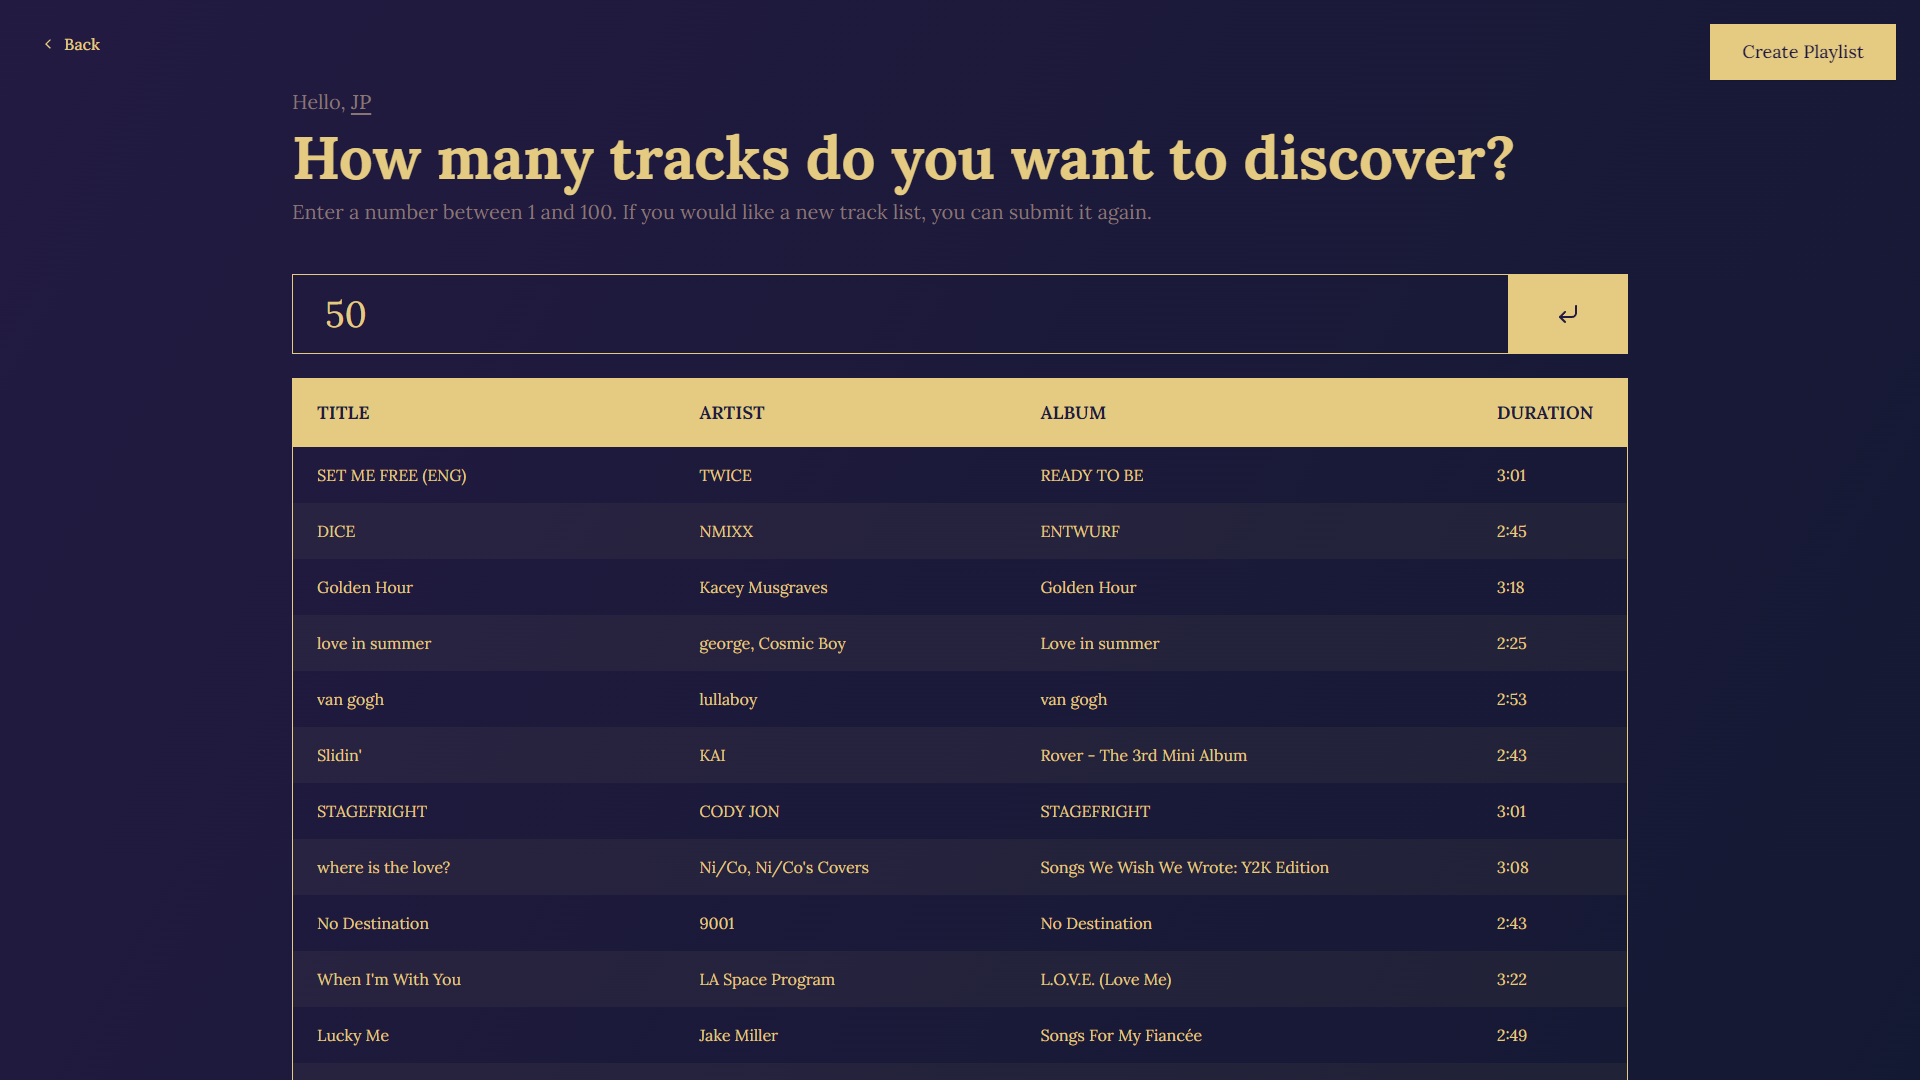 Back
Create Playlist
Hello, JP
How many tracks do you want to discover?
Enter a number between 1 and 100. If you would like a new track list, you can submit it again.
50
TITLE ARTIST ALBUM DURATION
SET ME FREE (ENG) TWICE READY TO BE 3:01
DICE NMIXX ENTWURF 2:45
Golden Hour Kacey Musgraves Golden Hour 3:18
love in summer george, Cosmic Boy Love in summer 2:25
van gogh lullaboy van gogh 2:53
Slidin' KAI Rover - The 3rd Mini Album 2:43
STAGEFRIGHT CODY JON STAGEFRIGHT 3:01
where is the love? Ni/Co, Ni/Co's Covers Songs We Wish We Wrote: Y2K Edition 3:08
No Destination 9001 No Destination 2:43
When I'm With You LA Space Program L.O.V.E. (Love Me) 3:22
Lucky Me Jake Miller Songs For My Fiancée 2:49